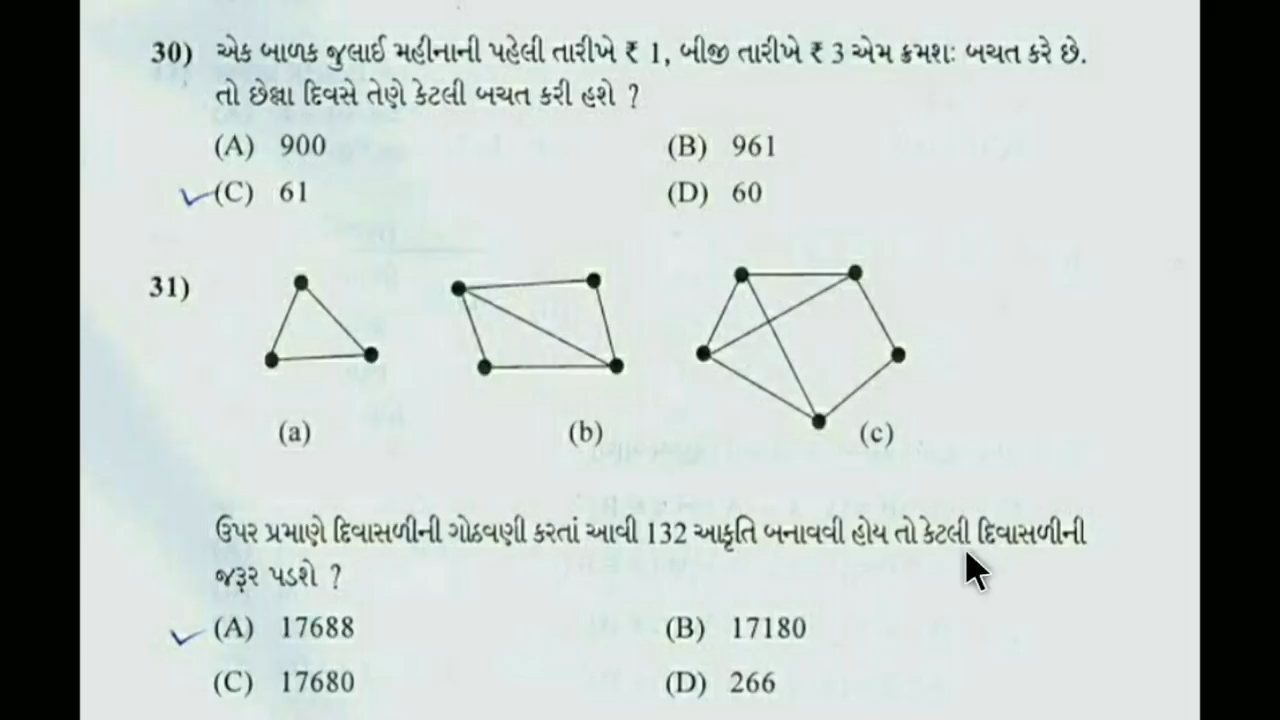 30) એક બાળક જુલાઈ મહીનાની પહેલી તારીખે ₹ 1, બીજી તારીખે ₹ 3 એમ ક્રમશઃ બચત કરે છે.
તો છેલ્લા દિવસે તેણે કેટલી બચત કરી હશે ?
(A) 900 (B) 961
(C) 61 (D) 60
31)
(a) (b) (c)
ઉપર પ્રમાણે દિવાસળીની ગોઠવણી કરતાં આવી 132 આકૃતિ બનાવવી હોય તો કેટલી દિવાસળીની
જરૂર પડશે ?
(A) 17688 (B) 17180
(C) 17680 (D) 266